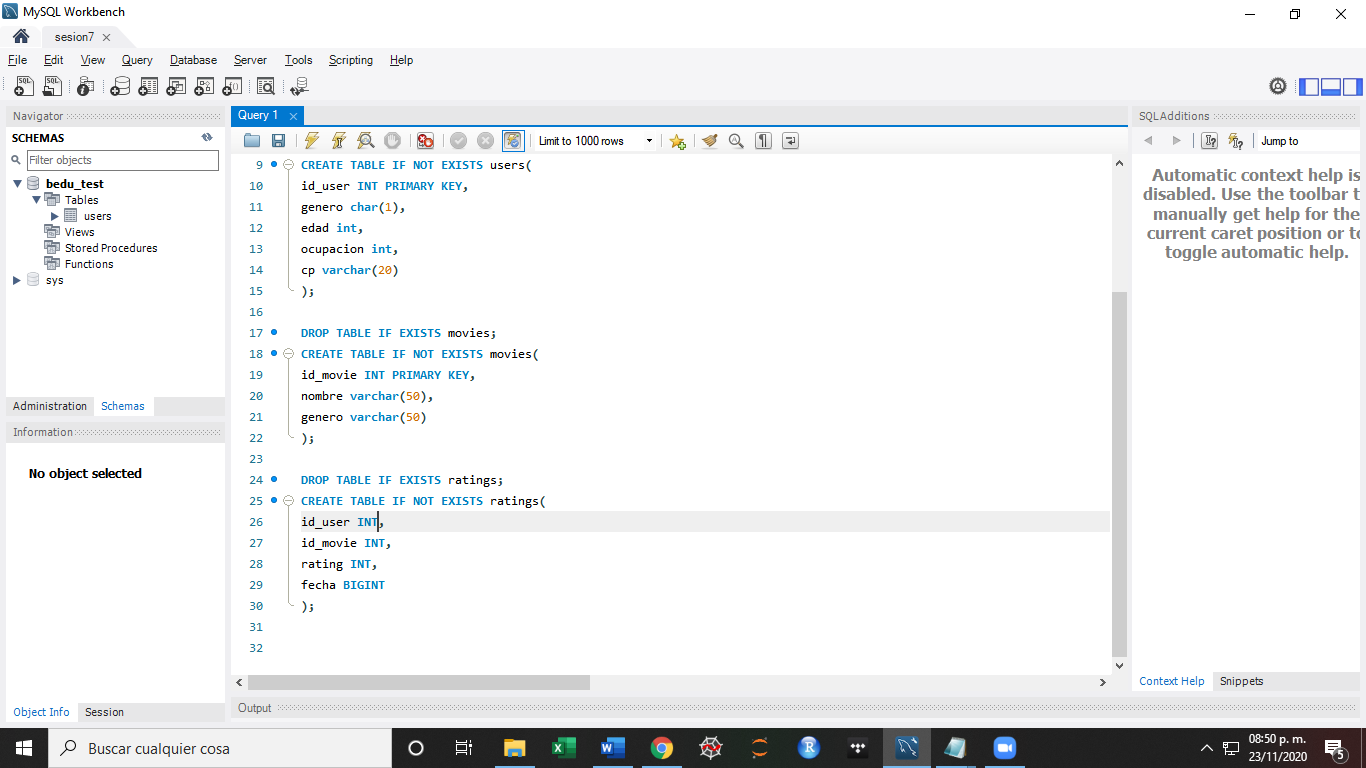 MySQL Workbench
sesion7
File Edit View Query Database Server Tools Scripting Help
Navigator
SCHEMAS
Filter objects
bedu_test
Tables
users
Views
Stored Procedures
Functions
sys
Administration Schemas
Information
No object selected
Object Info Session
Query 1
Limit to 1000 rows
9 CREATE TABLE IF NOT EXISTS users(
10 id_user INT PRIMARY KEY,
11 genero char(1),
12 edad int,
13 ocupacion int,
14 cp varchar(20)
15 );
16
17 DROP TABLE IF EXISTS movies;
18 CREATE TABLE IF NOT EXISTS movies(
19 id_movie INT PRIMARY KEY,
20 nombre varchar(50),
21 genero varchar(50)
22 );
23
24 DROP TABLE IF EXISTS ratings;
25 CREATE TABLE IF NOT EXISTS ratings(
26 id_user INT,
27 id_movie INT,
28 rating INT,
29 fecha BIGINT
30 );
31
32
Output
SQLAdditions
Jump to
Automatic context help is
disabled. Use the toolbar t
manually get help for the
current caret position or to
toggle automatic help.
Context Help Snippets
Buscar cualquier cosa
08:50 p. m.
23/11/2020
5